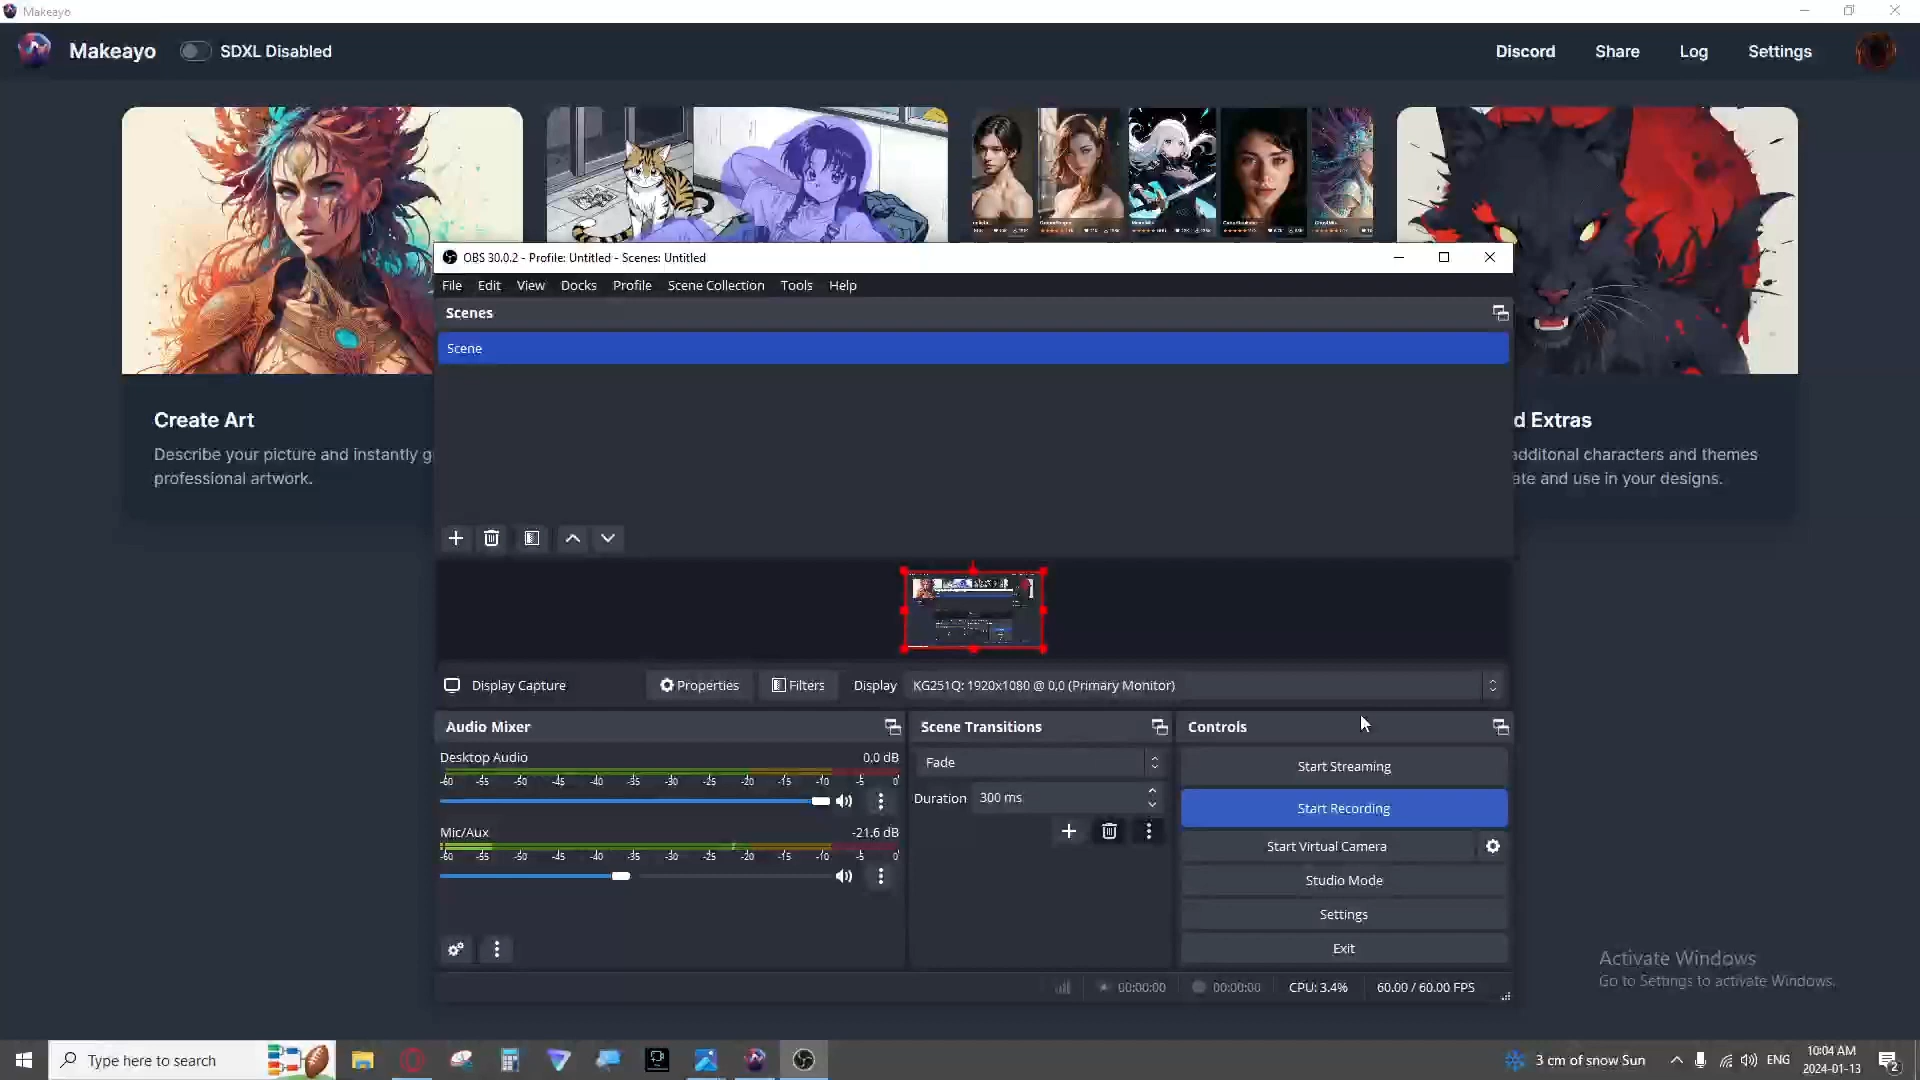 Makeayo
Makeayo
SDXL Disabled
Discord
Share
Log
Settings
OBS 30.0.2 - Profile: Untitled - Scenes: Untitled
File Edit View Docks Profile Scene Collection Tools Help
Scenes
Scene
Create Art
Describe your picture and instantly g
professional artwork.
d Extras
additonal characters and themes
ate and use in your designs.
Display Capture
Properties
Filters
Display
KG251Q: 1920x1080 @ 0,0 (Primary Monitor)
Audio Mixer
Desktop Audio
0.0 dB
-60 -55 -50 -45 -40 -35 -30 -25 -20 -15 -10 -5 0
Mic/Aux
-21.6 dB
-60 -55 -50 -45 -40 -35 -30 -25 -20 -15 -10 -5 0
Scene Transitions
Fade
Duration
300 ms
Controls
Start Streaming
Start Recording
Start Virtual Camera
Studio Mode
Settings
Exit
00:00:00
00:00:00
CPU: 3.4%
60.00 / 60.00 FPS
Activate Windows
Go to Settings to activate Windows.
Type here to search
3 cm of snow Sun
ENG
10:04 AM
2024-01-13
2